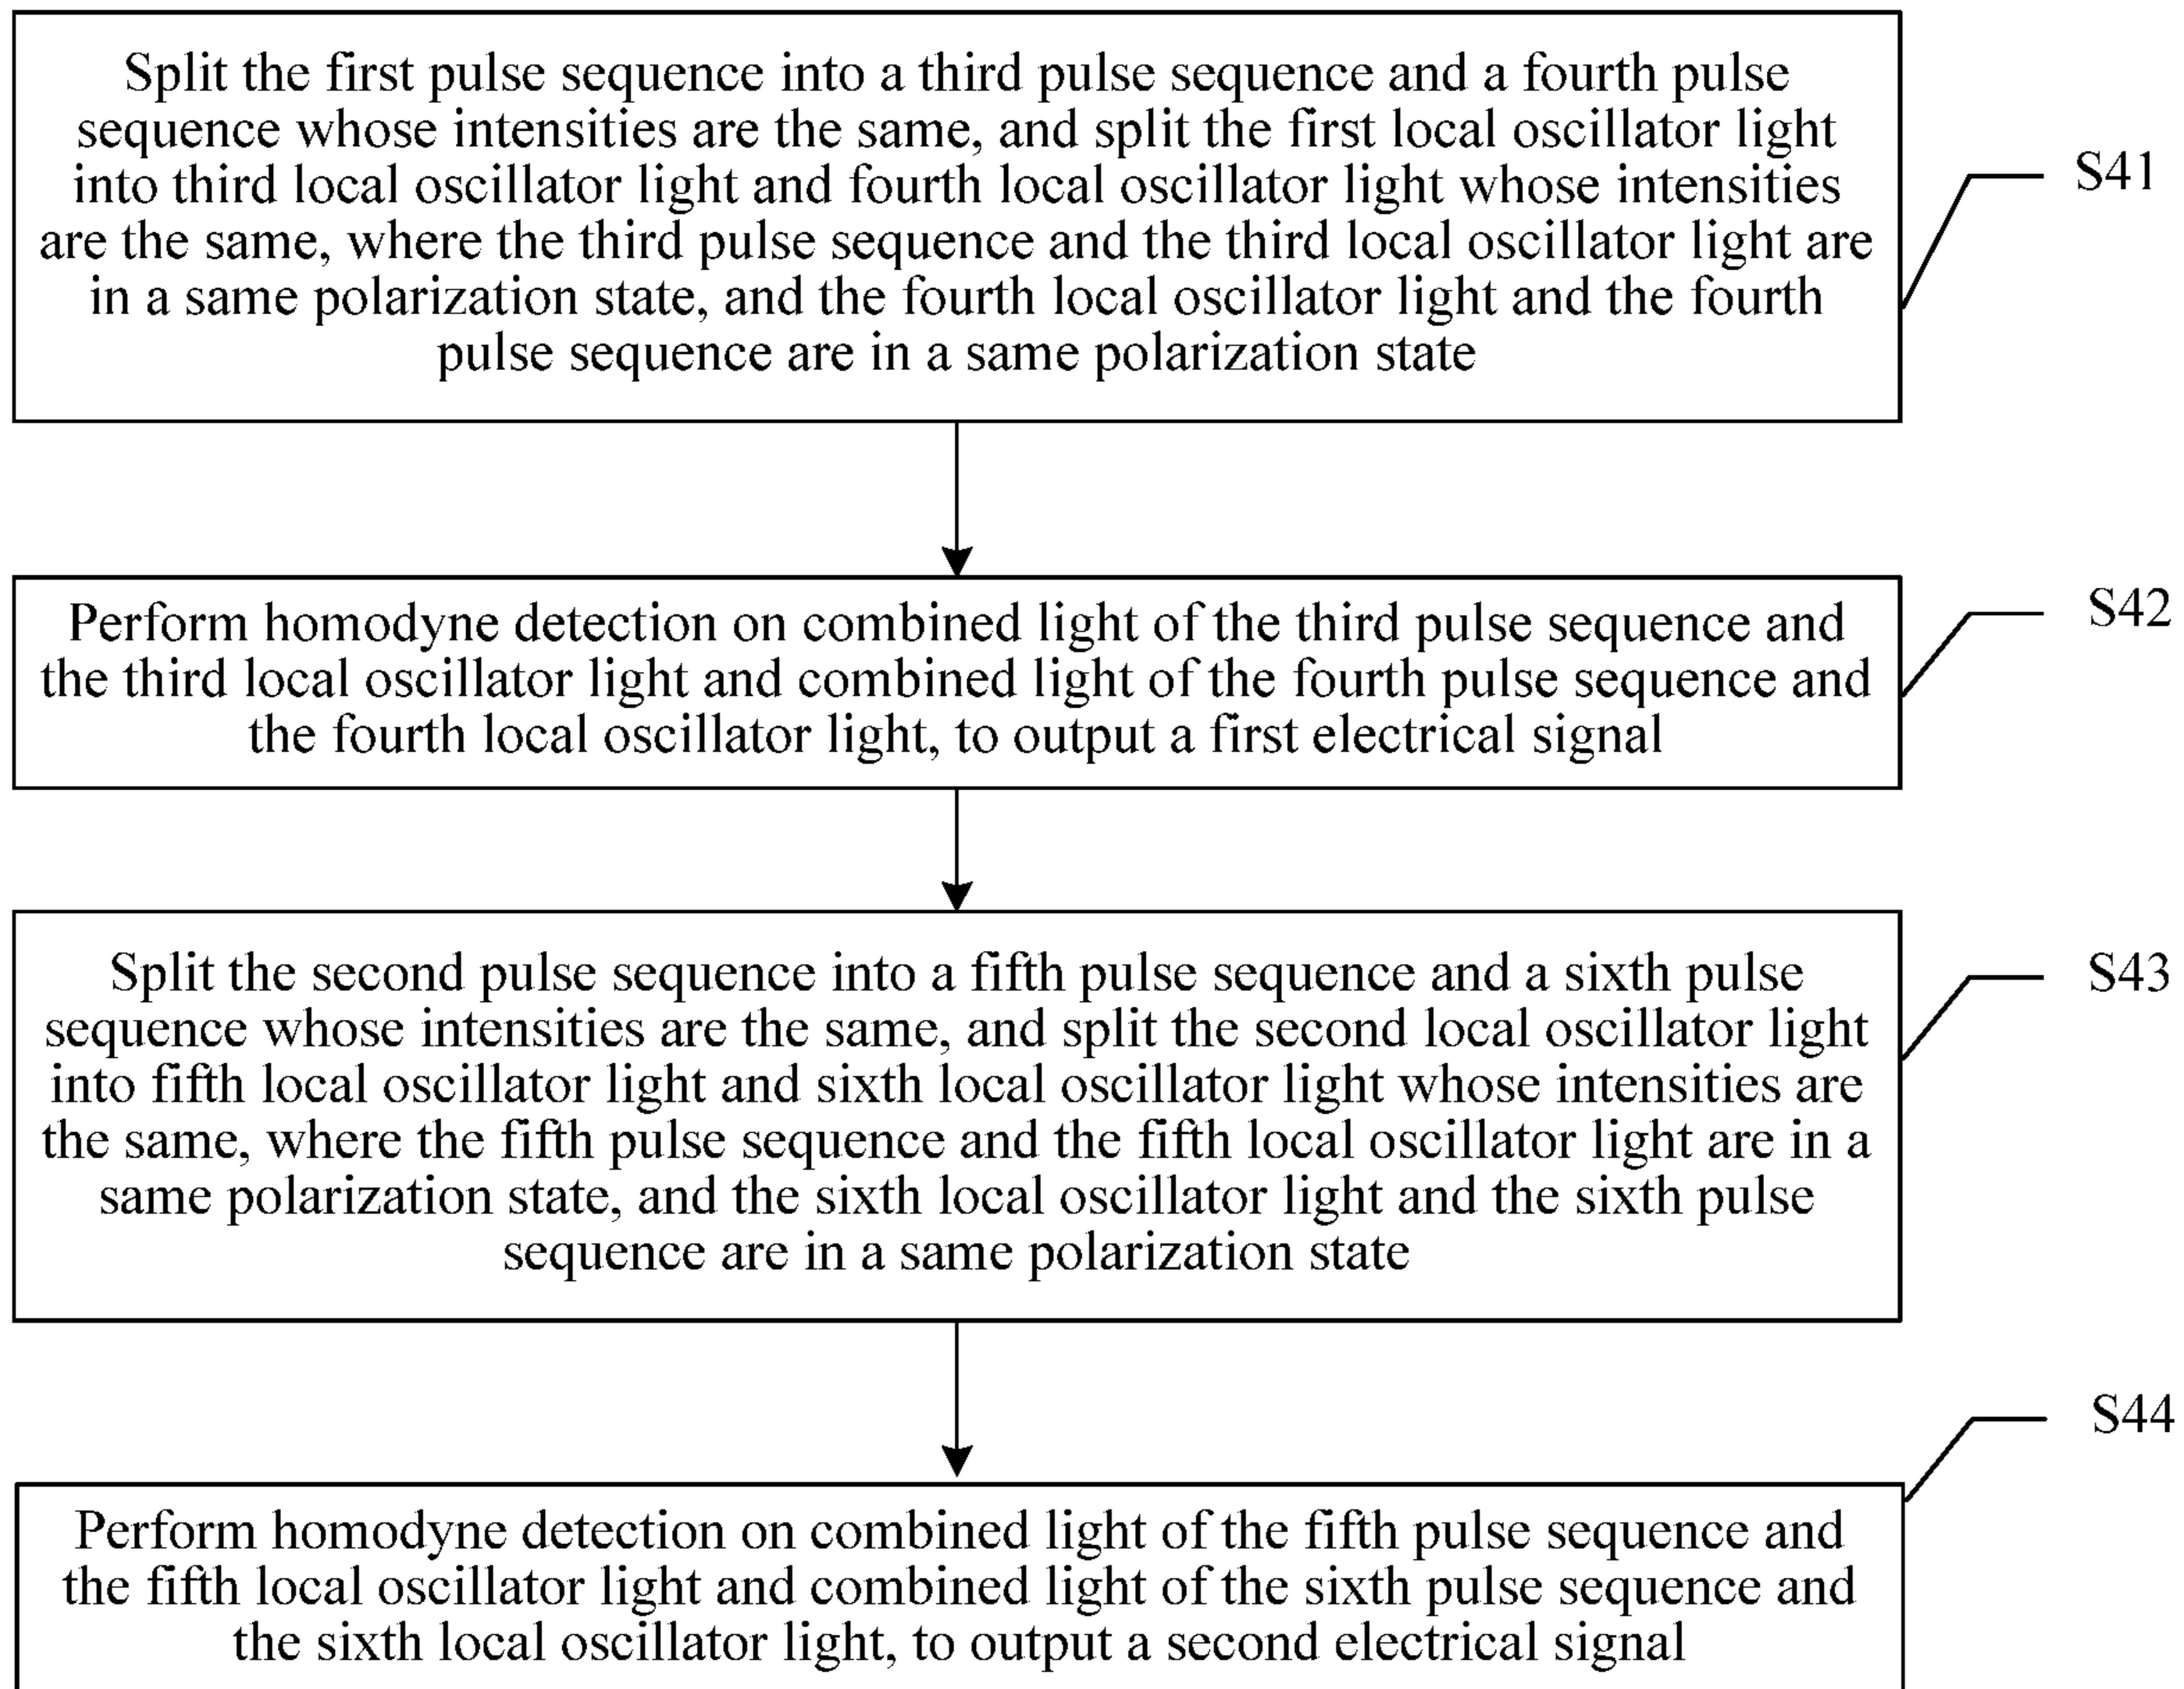 Split the first pulse sequence into a third pulse sequence and a fourth pulse
sequence whose intensities are the same, and split the first local oscillator light
into third local oscillator light and fourth local oscillator light whose intensities
are the same, where the third pulse sequence and the third local oscillator light are
in a same polarization state, and the fourth local oscillator light and the fourth
pulse sequence are in a same polarization state
S41
Perform homodyne detection on combined light of the third pulse sequence and
the third local oscillator light and combined light of the fourth pulse sequence and
the fourth local oscillator light, to output a first electrical signal
S42
Split the second pulse sequence into a fifth pulse sequence and a sixth pulse
sequence whose intensities are the same, and split the second local oscillator light
into fifth local oscillator light and sixth local oscillator light whose intensities are
the same, where the fifth pulse sequence and the fifth local oscillator light are in a
same polarization state, and the sixth local oscillator light and the sixth pulse
sequence are in a same polarization state
S43
Perform homodyne detection on combined light of the fifth pulse sequence and
the fifth local oscillator light and combined light of the sixth pulse sequence and
the sixth local oscillator light, to output a second electrical signal
S44